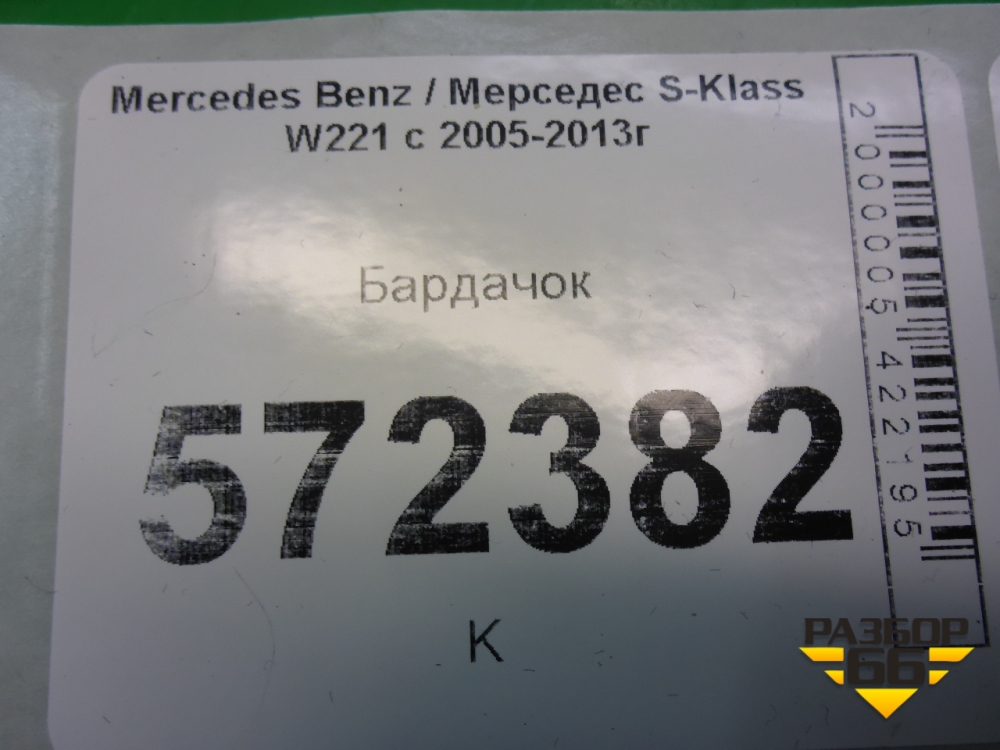 Mercedes Benz / Мерседес S-Klass
W221 с 2005-2013г
Бардачок
572382
К
2000005422195
РАЗБОР
66